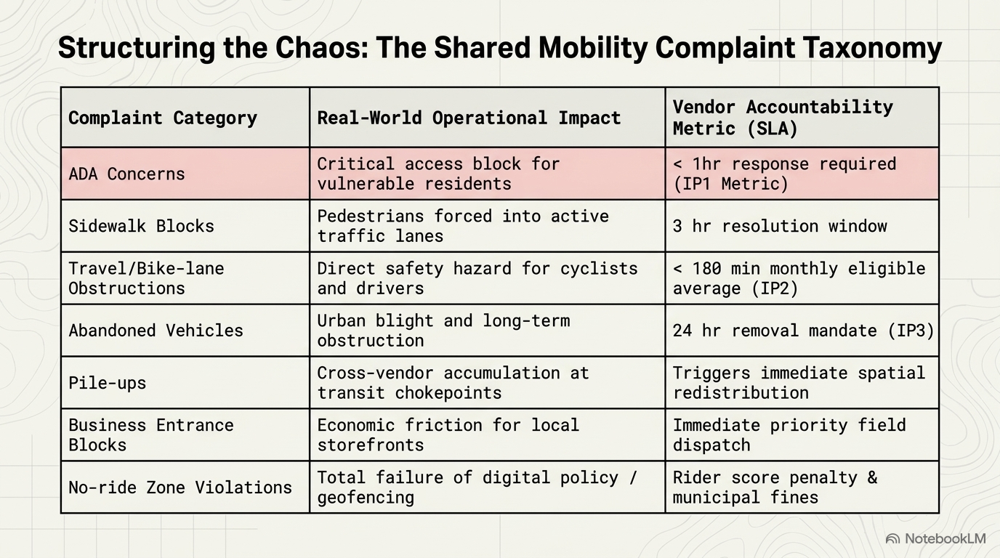 Structuring the Chaos: The Shared Mobility Complaint Taxonomy
Complaint Category
Real-World Operational Impact
Vendor Accountability
Metric (SLA)
ADA Concerns
Critical access block for
vulnerable residents
< 1hr response required
(IP1 Metric)
Sidewalk Blocks
Pedestrians forced into active
traffic lanes
3 hr resolution window
Travel/Bike-lane
Obstructions
Direct safety hazard for cyclists
and drivers
< 180 min monthly eligible
average (IP2)
Abandoned Vehicles
Urban blight and long-term
obstruction
24 hr removal mandate (IP3)
Pile-ups
Cross-vendor accumulation at
transit chokepoints
Triggers immediate spatial
redistribution
Business Entrance
Blocks
Economic friction for local
storefronts
Immediate priority field
dispatch
No-ride Zone Violations
Total failure of digital policy /
geofencing
Rider score penalty &
municipal fines
NotebookLM